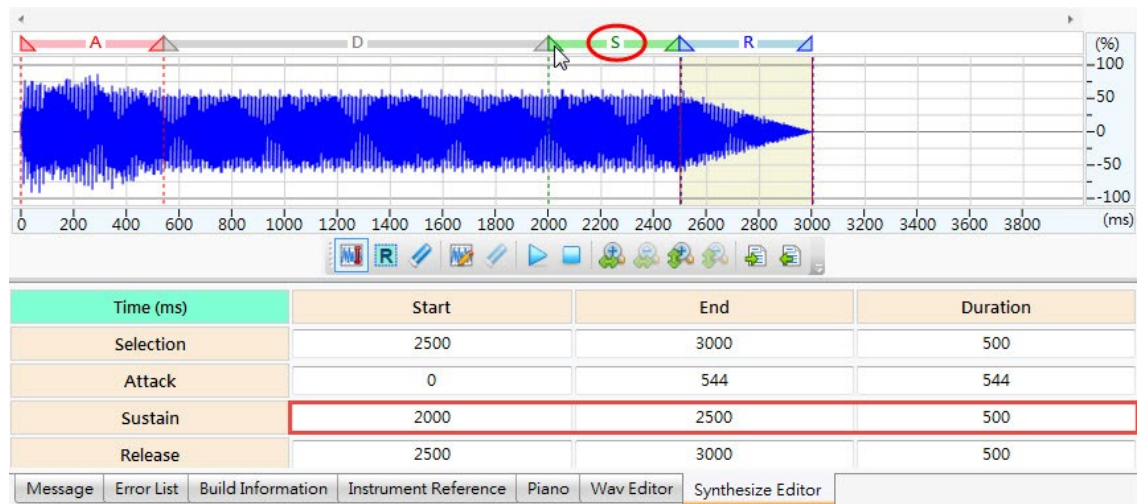 A D S R (%)
100
50
0
-50
-100
0 200 400 600 800 1000 1200 1400 1600 1800 2000 2200 2400 2600 2800 3000 3200 3400 3600 3800 (ms)
R
Time (ms) Start End Duration
Selection 2500 3000 500
Attack 0 544 544
Sustain 2000 2500 500
Release 2500 3000 500
Message Error List Build Information Instrument Reference Piano Wav Editor Synthesize Editor